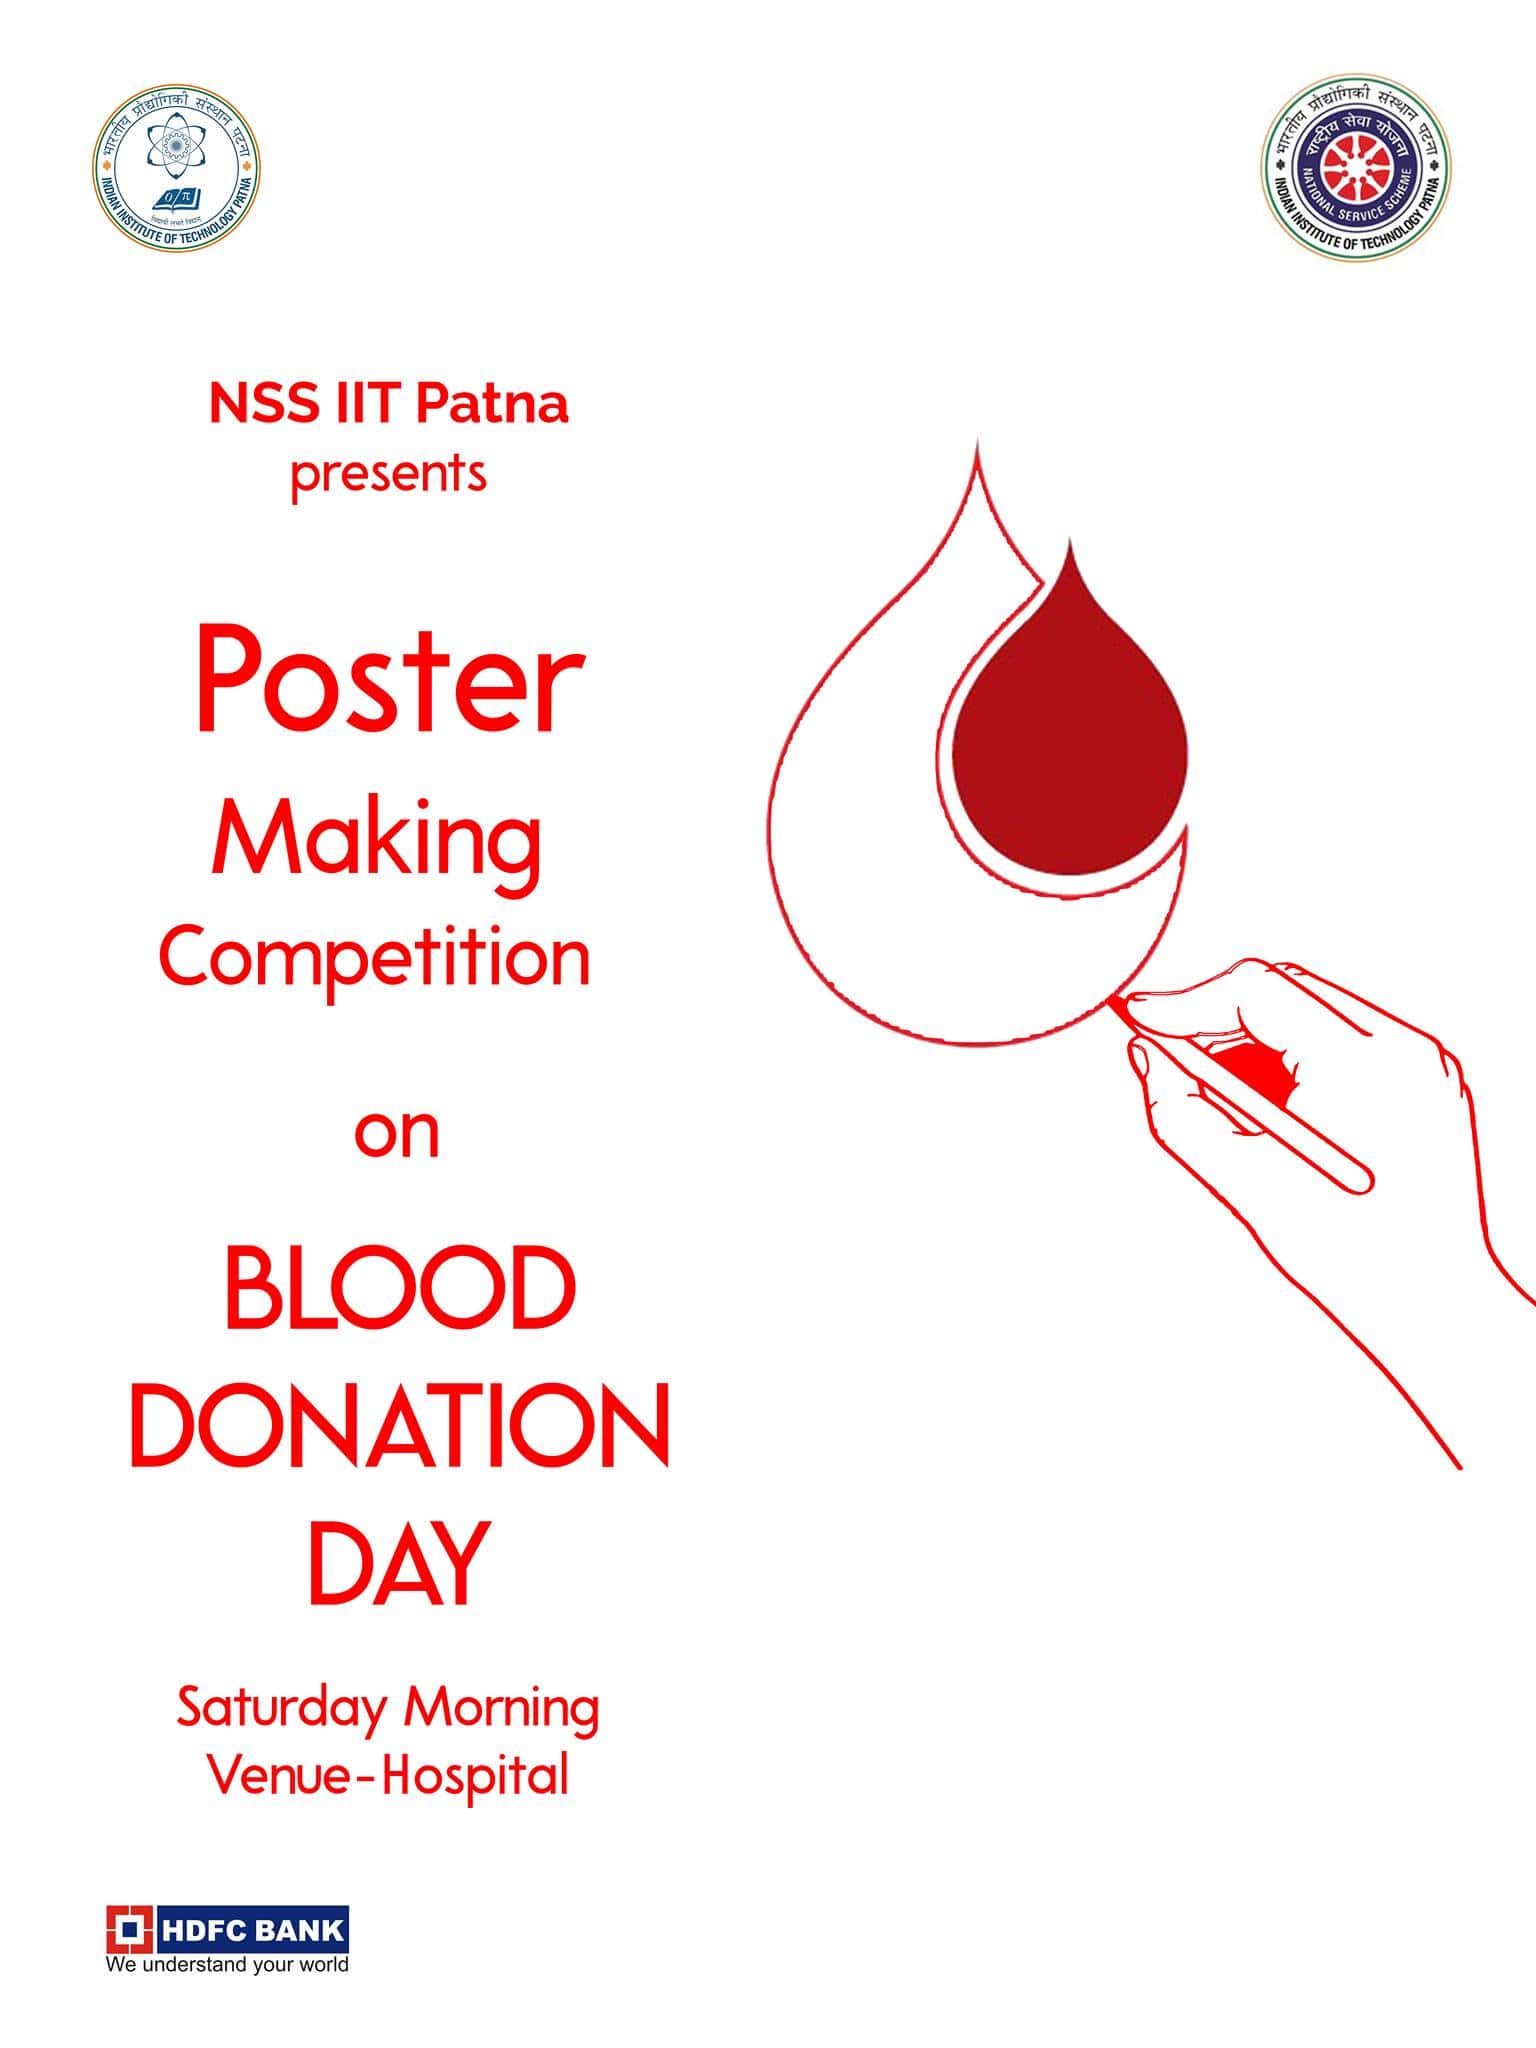 भारतीय प्रौद्योगिकी संस्थान पटना
INDIAN INSTITUTE OF TECHNOLOGY PATNA
भारतीय प्रौद्योगिकी संस्थान पटना
राष्ट्रीय सेवा योजना
NATIONAL SERVICE SCHEME
INDIAN INSTITUTE OF TECHNOLOGY PATNA
NSS IIT Patna
presents
Poster
Making
Competition
on
BLOOD
DONATION
DAY
Saturday Morning
Venue-Hospital
HDFC BANK
We understand your world